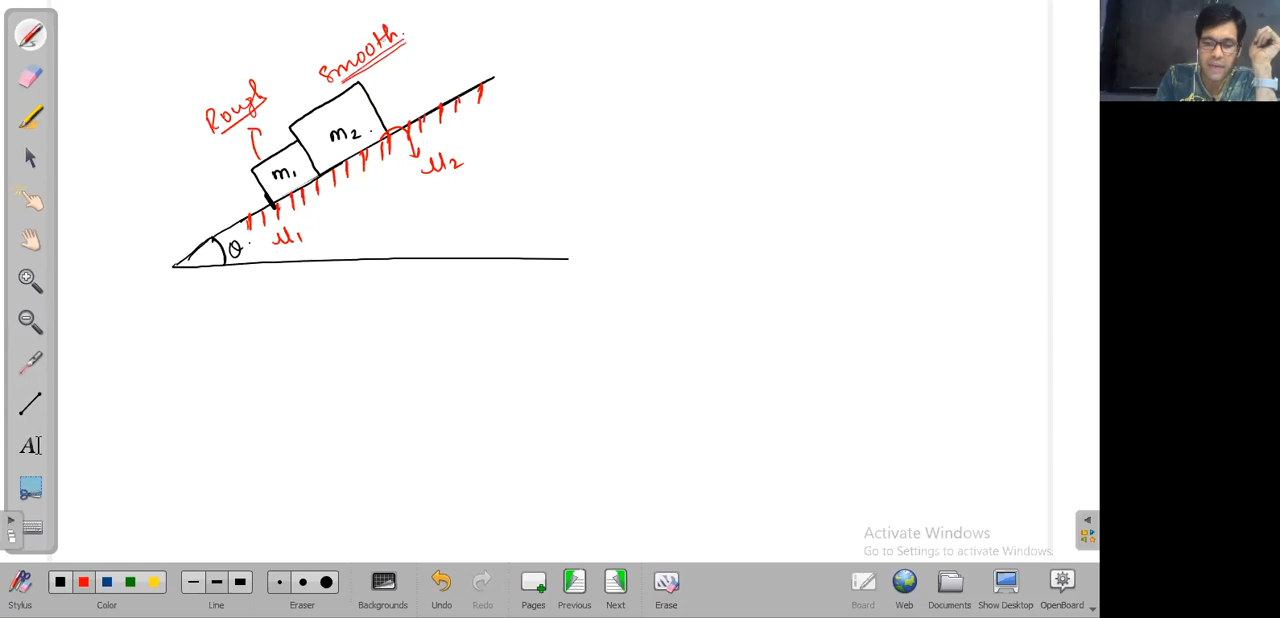 Smooth.
Rough
m2.
m1
μ2
μ1
θ.
A
Activate Windows
Go to Settings to activate Windows.
Stylus
Color
Line
Eraser
Backgrounds
Undo
Redo
Pages
Previous
Next
Erase
Board
Web
Documents
Show Desktop
OpenBoard